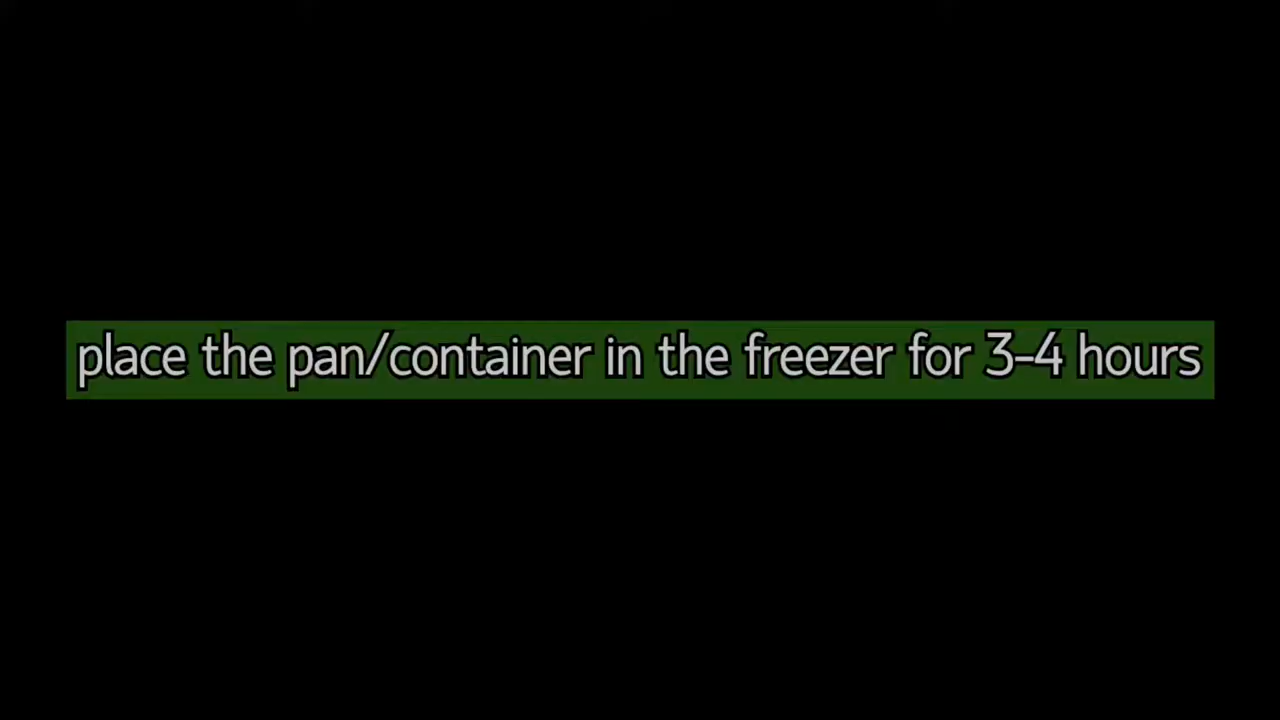 place the pan/container in the freezer for 3-4 hours